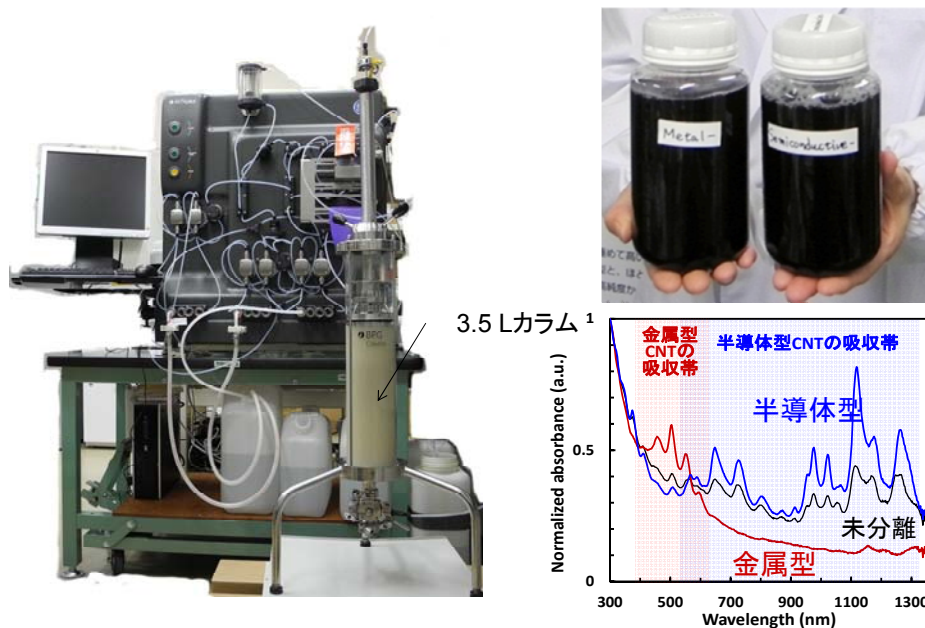 Metal-
Semiconductive-
3.5 Lカラム
金属型
CNTの
吸収帯
半導体型CNTの吸収帯
半導体型
未分離
金属型
Normalized absorbance (a.u.)
1
0.5
0
300
500
700
900
1100
1300
Wavelength (nm)